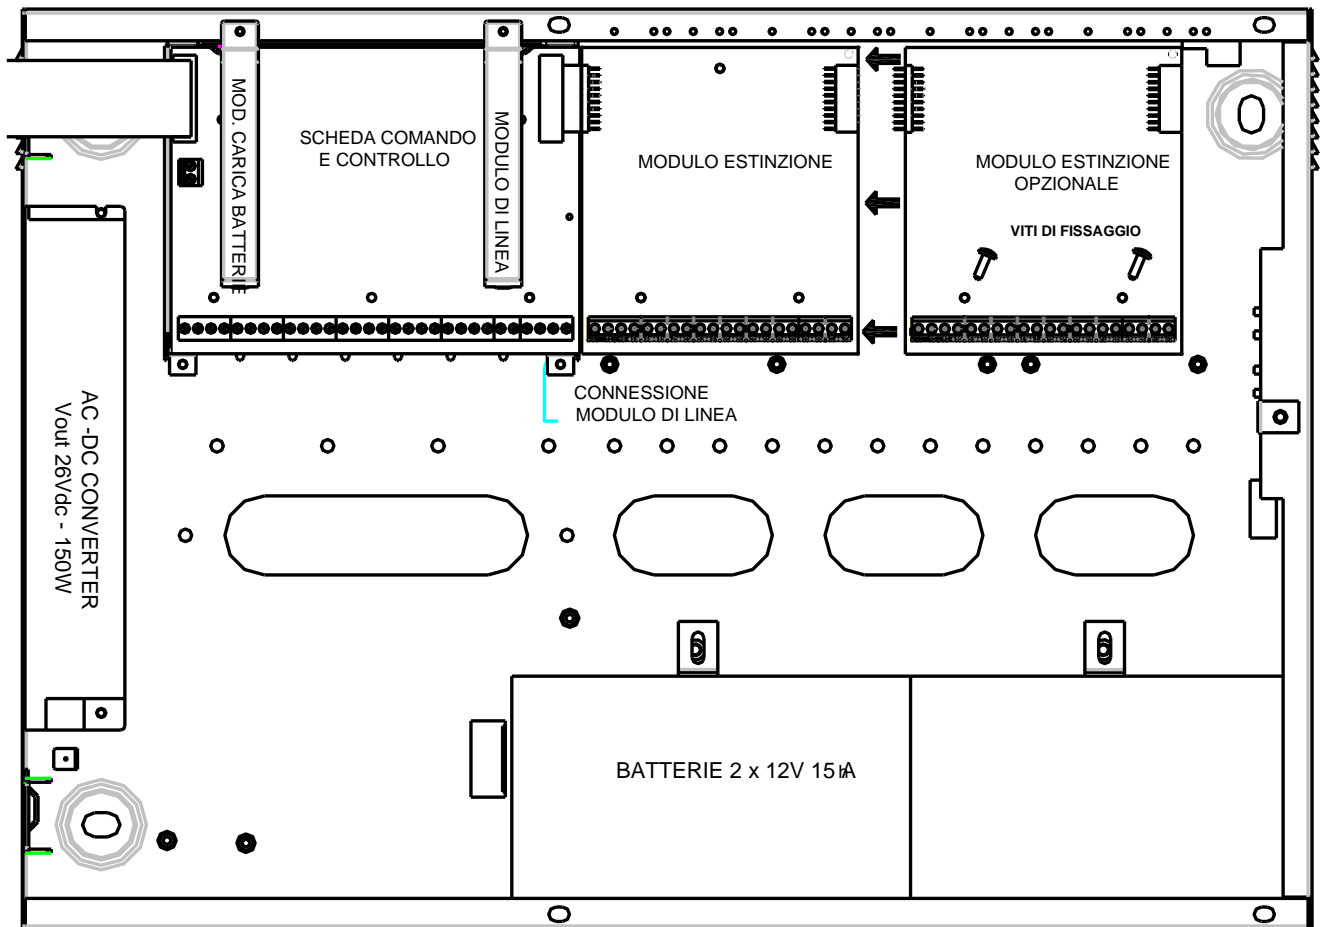 MOD. CARICA BATTERIE
SCHEDA COMANDO
E CONTROLLO
MODULO DI LINEA
MODULO ESTINZIONE
MODULO ESTINZIONE
OPZIONALE
VITI DI FISSAGGIO
CONNESSIONE
MODULO DI LINEA
AC -DC CONVERTER
Vout 26Vdc - 150W
BATTERIE 2 x 12V 15